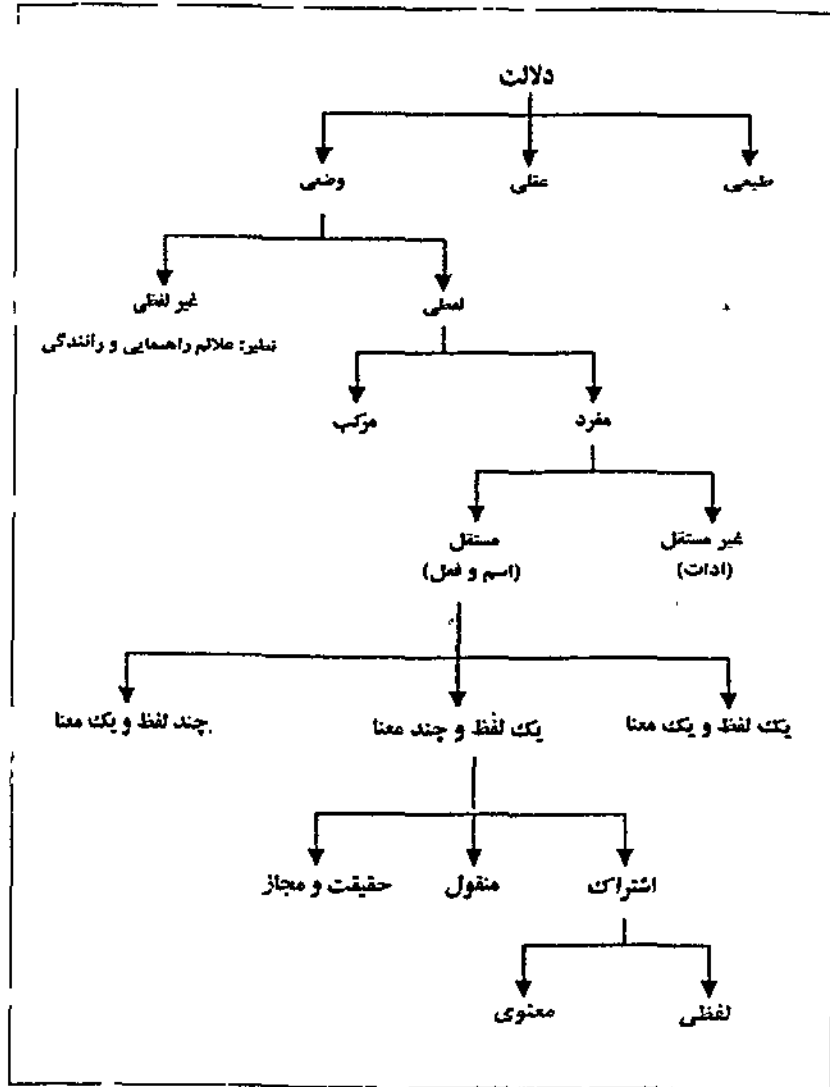 دلالت
طبعی عقلی وضعی
لفظی غیر لفظی
نظیر: علائم راهنمایی و رانندگی
مفرد مرکب
غیر مستقل مستقل
(ادات) (اسم و فعل)
یک لفظ و یک معنا یک لفظ و چند معنا چند لفظ و یک معنا
اشتراک منقول حقیقت و مجاز
لفظی معنوی